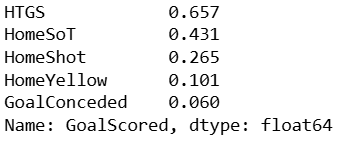 HTGS 0.657
HomeSoT 0.431
HomeShot 0.265
HomeYellow 0.101
GoalConceded 0.060
Name: GoalScored, dtype: float64